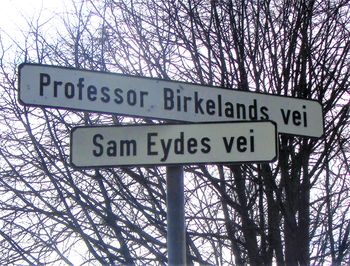 Professor Birkelands vei
Sam Eydes vei